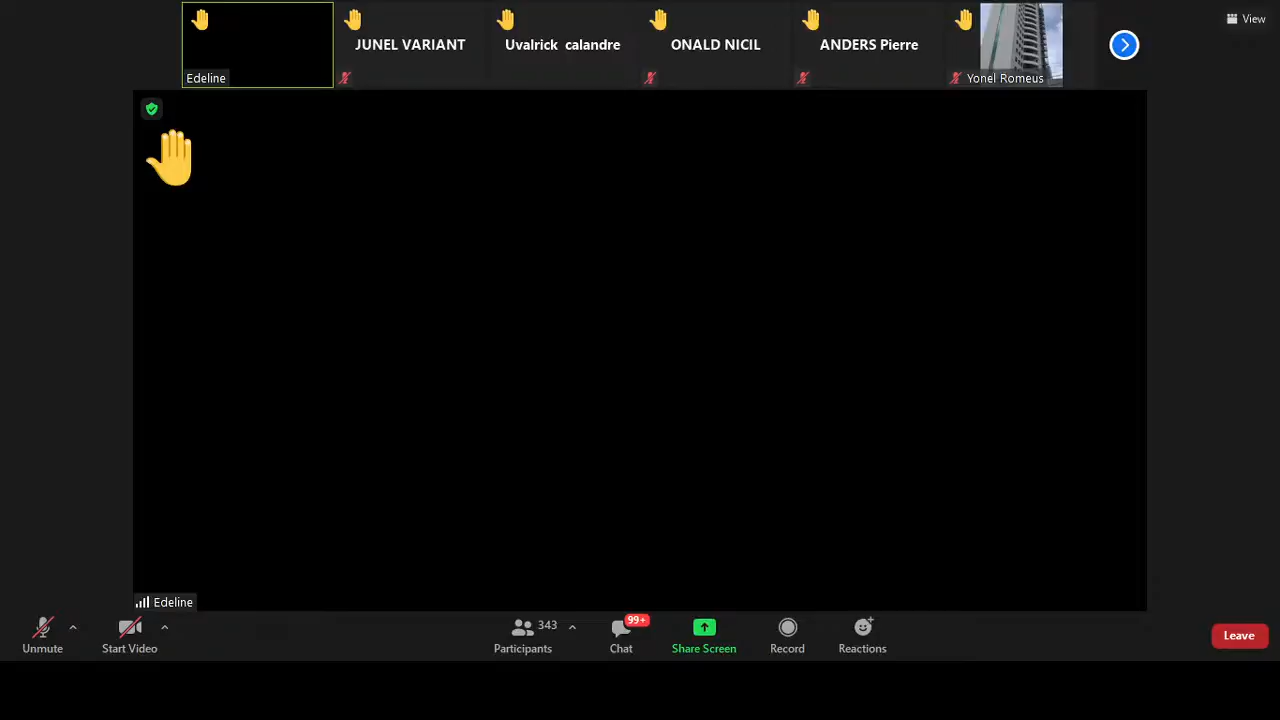 View
Edeline
JUNEL VARIANT
Uvalrick calandre
ONALD NICIL
ANDERS Pierre
Yonel Romeus
Edeline
Unmute
Start Video
343
Participants
99+
Chat
Share Screen
Record
Reactions
Leave